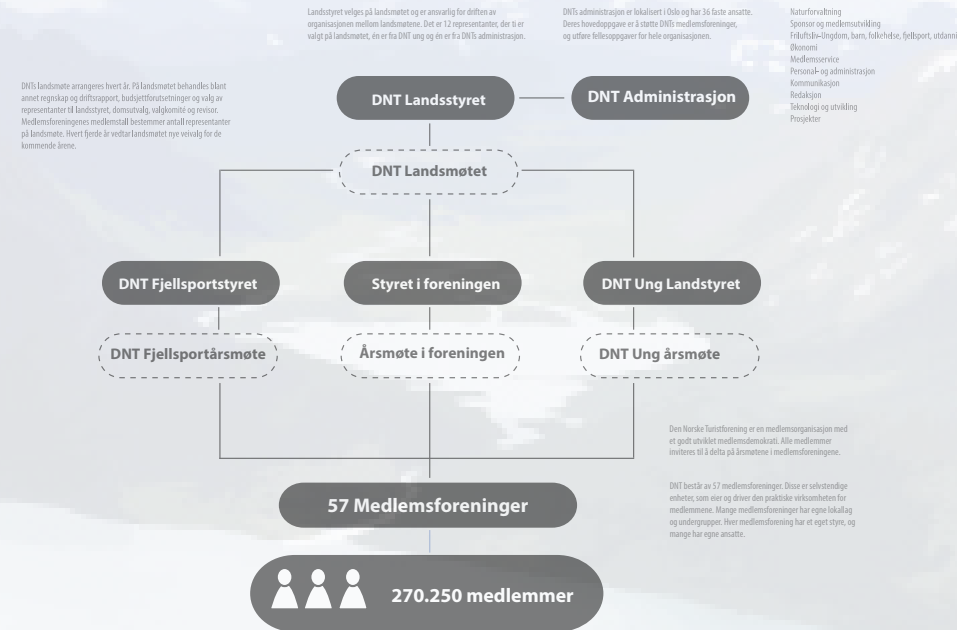 Landsstyret velges på landsmøtet og er ansvarlig for driften av
organisasjonen mellom landsmøtene. Det er 12 representanter, der ti er
valgt på landsmøtet, én er fra DNT ung og én er fra DNTs administrasjon.
DNTs administrasjon er lokalisert i Oslo og har 36 faste ansatte.
Deres hovedoppgave er å støtte DNTs medlemsforeninger,
og utføre fellesoppgaver for hele organisasjonen.
Naturforvaltning
Sponsor og medlemsutvikling
Friluftsliv-Ungdom, barn, folkehelse, fjellsport, utdanni
Økonomi
Medlemsservice
Personal- og administrasjon
Kommunikasjon
Redaksjon
Teknologi og utvikling
Prosjekter
DNTs landsmøte arrangeres hvert år. På landsmøtet behandles blant
annet regnskap og driftsrapport, budsjettforutsetninger og valg av
representanter til landsstyret, domsutvalg, valgkomité og revisor.
Medlemsforeningenes medlemstall bestemmer antall representanter
på landsmøte. Hvert fjerde år vedtar landsmøtet nye veivalg for de
kommende årene.
DNT Landsstyret
DNT Administrasjon
DNT Landsmøtet
DNT Fjellsportstyret
Styret i foreningen
DNT Ung Landstyret
DNT Fjellsportårsmøte
Årsmøte i foreningen
DNT Ung årsmøte
Den Norske Turistforening er en medlemsorganisasjon med
et godt utviklet medlemsdemokrati. Alle medlemmer
inviteres til å delta på årsmøtene i medlemsforeningene.
DNT består av 57 medlemsforeninger. Disse er selvstendige
enheter, som eier og driver den praktiske virksomheten for
medlemmene. Mange medlemsforeninger har egne lokallag
og undergrupper. Hver medlemsforening har et eget styre, og
mange har egne ansatte.
57 Medlemsforeninger
270.250 medlemmer